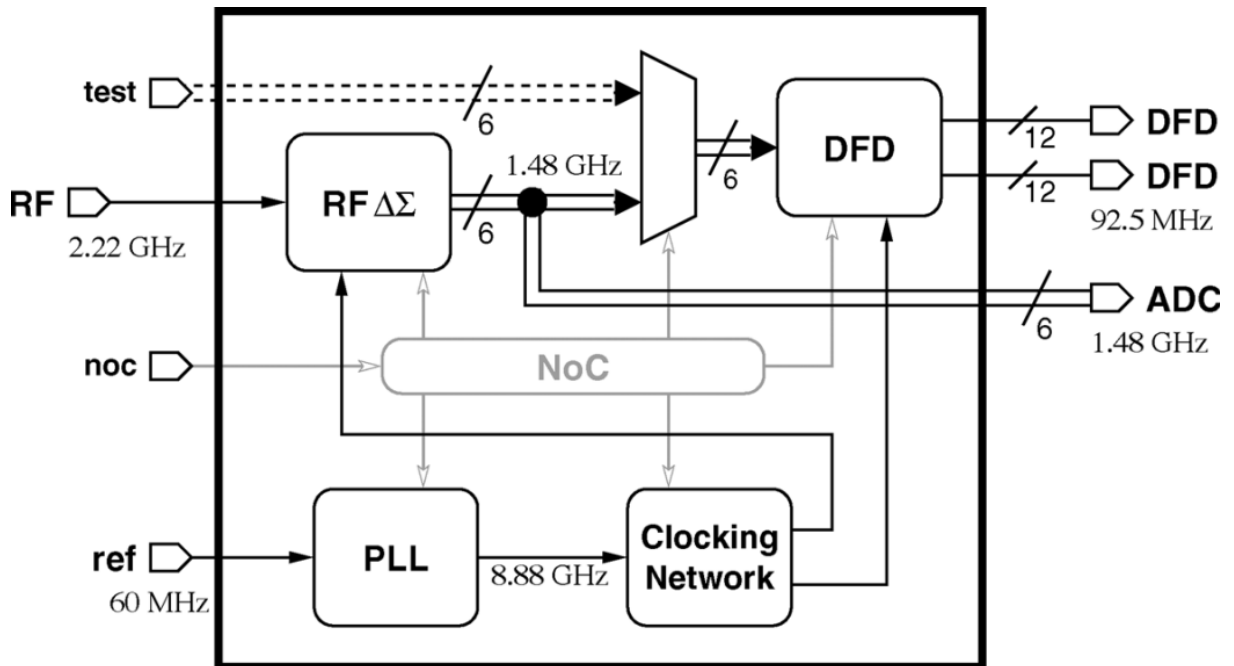 test
6
DFD
12
DFD
12
DFD
92.5 MHz
RF
2.22 GHz
RF ΔΣ
6
1.48 GHz
6
ADC
6
1.48 GHz
noc
NoC
ref
60 MHz
PLL
8.88 GHz
Clocking
Network